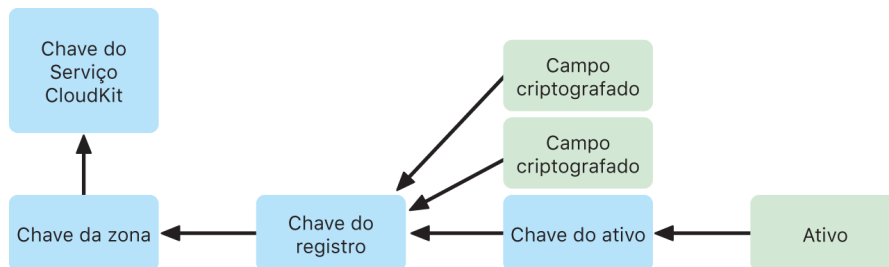 Chave do
Serviço
CloudKit
Campo
criptografado
Campo
criptografado
Chave da zona
Chave do
registro
Chave do ativo
Ativo